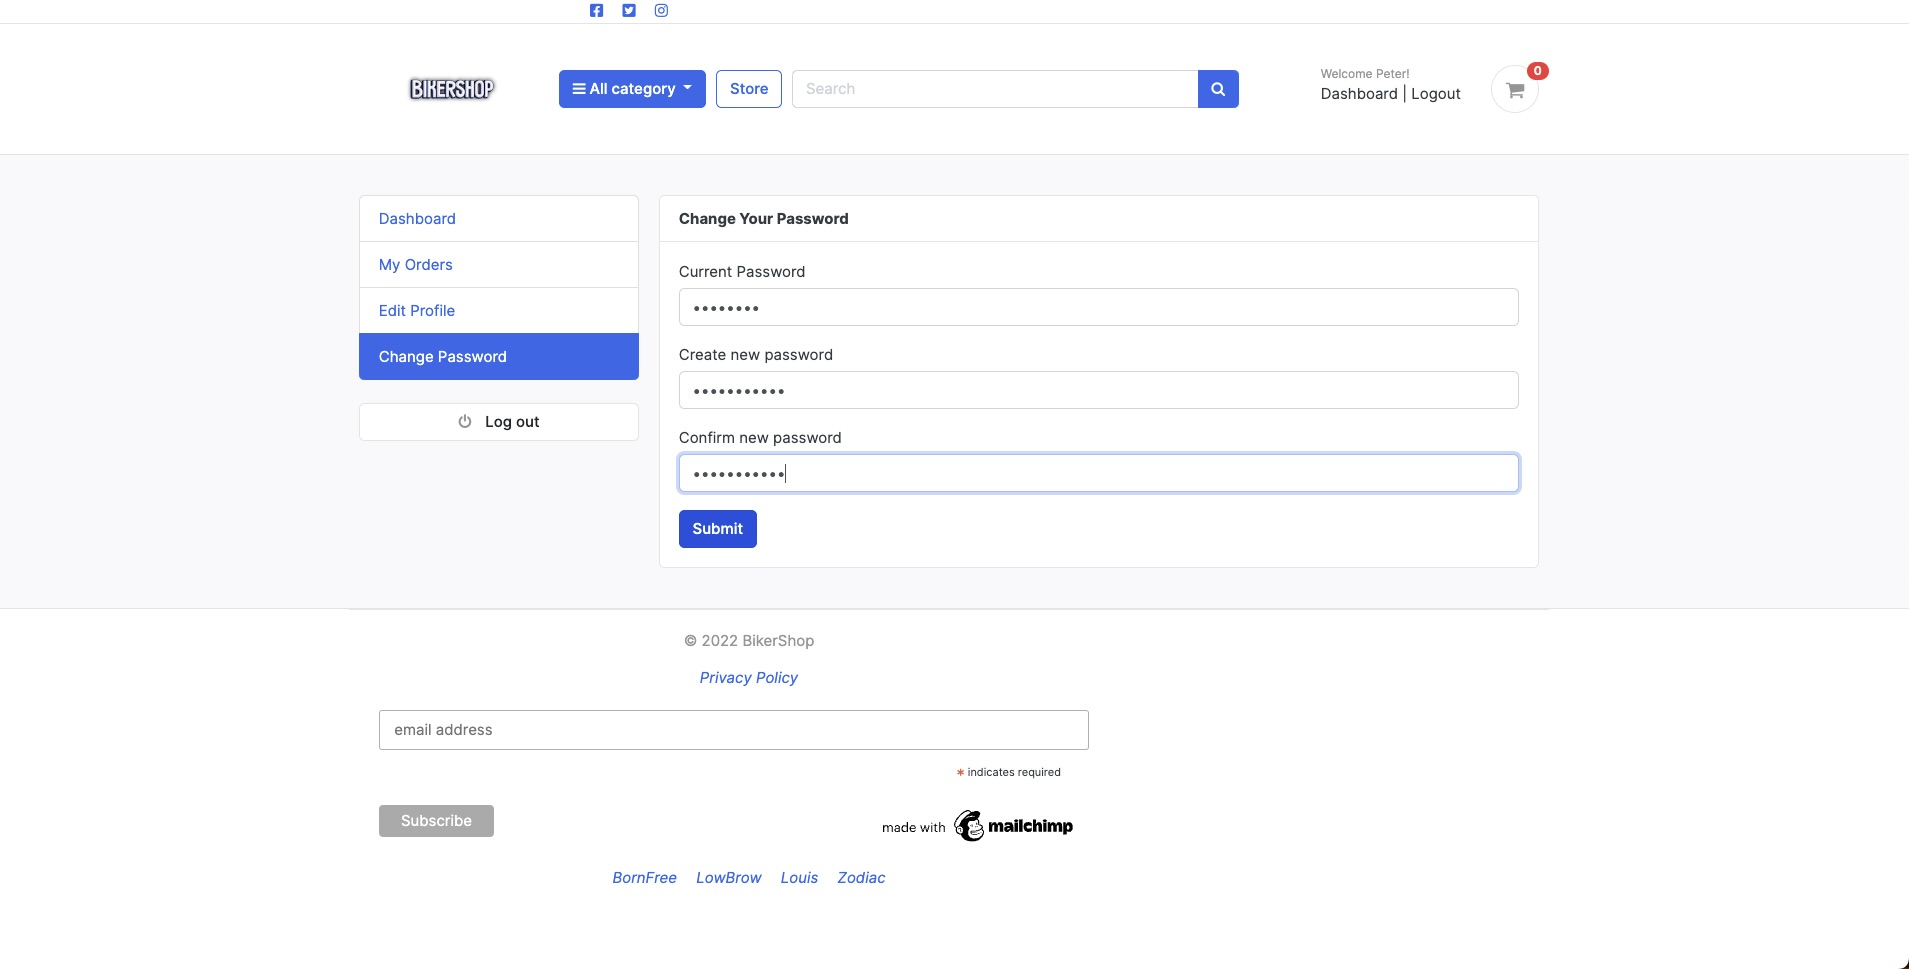 BIKERSHOP
All category
Store
Search
Welcome Peter!
Dashboard | Logout
0
Dashboard
My Orders
Edit Profile
Change Password
Log out
Change Your Password
Current Password
••••••••
Create new password
•••••••••••
Confirm new password
•••••••••••
Submit
© 2022 BikerShop
Privacy Policy
email address
* indicates required
Subscribe
made with mailchimp
BornFree LowBrow Louis Zodiac